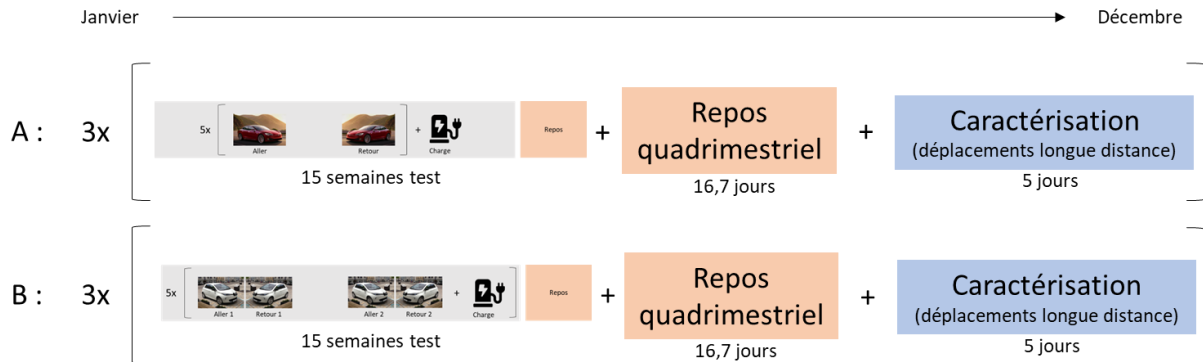 Janvier
Décembre
A :
3x
5x
Aller
Retour
+
Charge
Repos
15 semaines test
+
Repos
quadrimestriel
16,7 jours
+
Caractérisation
(déplacements longue distance)
5 jours
B :
3x
5x
Aller 1
Retour 1
Aller 2
Retour 2
+
Charge
Repos
15 semaines test
+
Repos
quadrimestriel
16,7 jours
+
Caractérisation
(déplacements longue distance)
5 jours